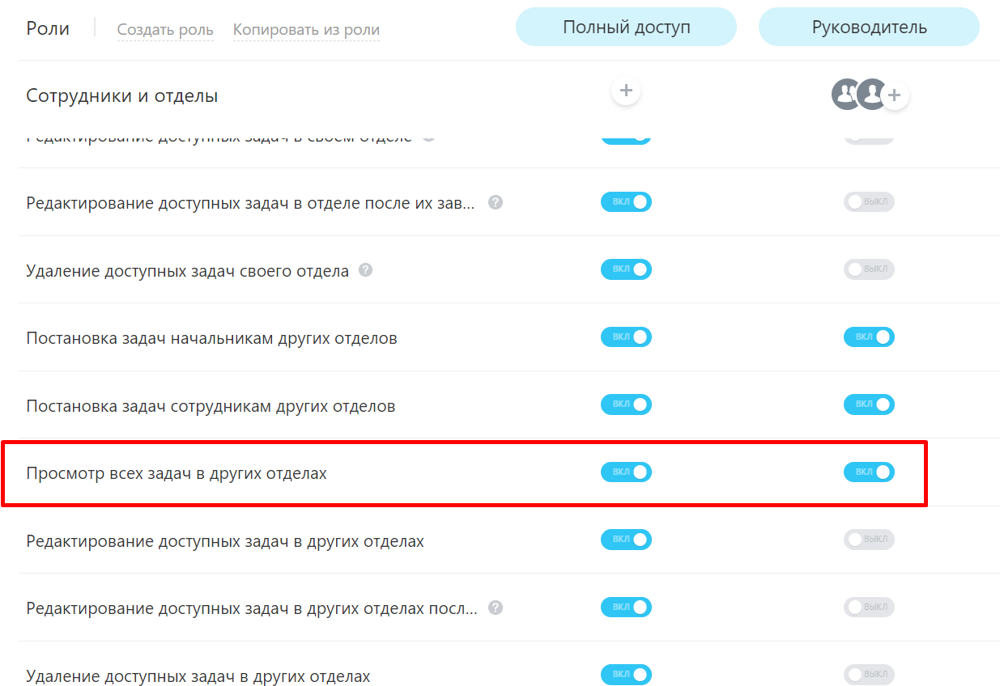 Роли Создать роль Копировать из роли Полный доступ Руководитель
Сотрудники и отделы
Редактирование доступных задач в своем отделе
Редактирование доступных задач в отделе после их зав... ? ВКЛ ВЫКЛ
Удаление доступных задач своего отдела ? ВКЛ ВЫКЛ
Постановка задач начальникам других отделов ВКЛ ВКЛ
Постановка задач сотрудникам других отделов ВКЛ ВКЛ
Просмотр всех задач в других отделах ВКЛ ВКЛ
Редактирование доступных задач в других отделах ВКЛ ВЫКЛ
Редактирование доступных задач в других отделах посл... ? ВКЛ ВЫКЛ
Удаление доступных задач в других отделах ВКЛ ВЫКЛ